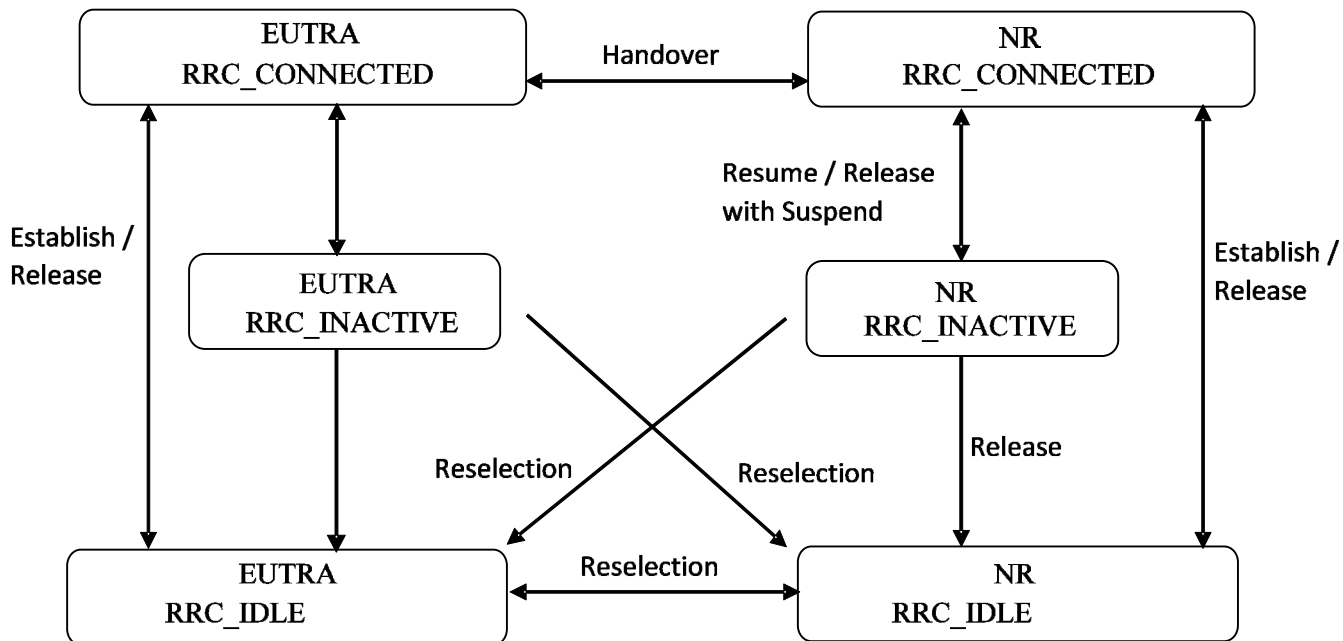 EUTRA
RRC_CONNECTED
Handover
NR
RRC_CONNECTED
Establish /
Release
Resume / Release
with Suspend
Establish /
Release
EUTRA
RRC_INACTIVE
NR
RRC_INACTIVE
Reselection
Reselection
Release
EUTRA
RRC_IDLE
Reselection
NR
RRC_IDLE